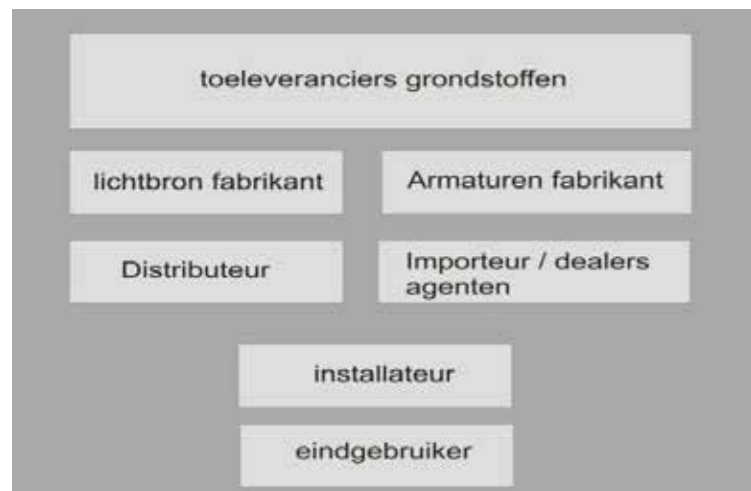 toeleveranciers grondstoffen
lichtbron fabrikant
Armaturen fabrikant
Distributeur
Importeur / dealers
agenten
installateur
eindgebruiker